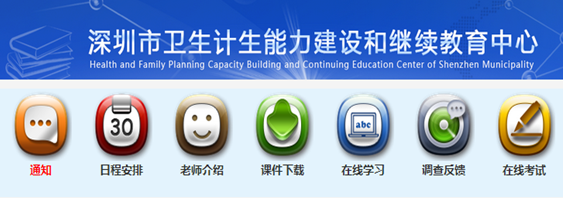 深圳市卫生计生能力建设和继续教育中心
Health and Family Planning Capacity Building and Continuing Education Center of Shenzhen Municipality
30
abc
通知 日程安排 老师介绍 课件下载 在线学习 调查反馈 在线考试